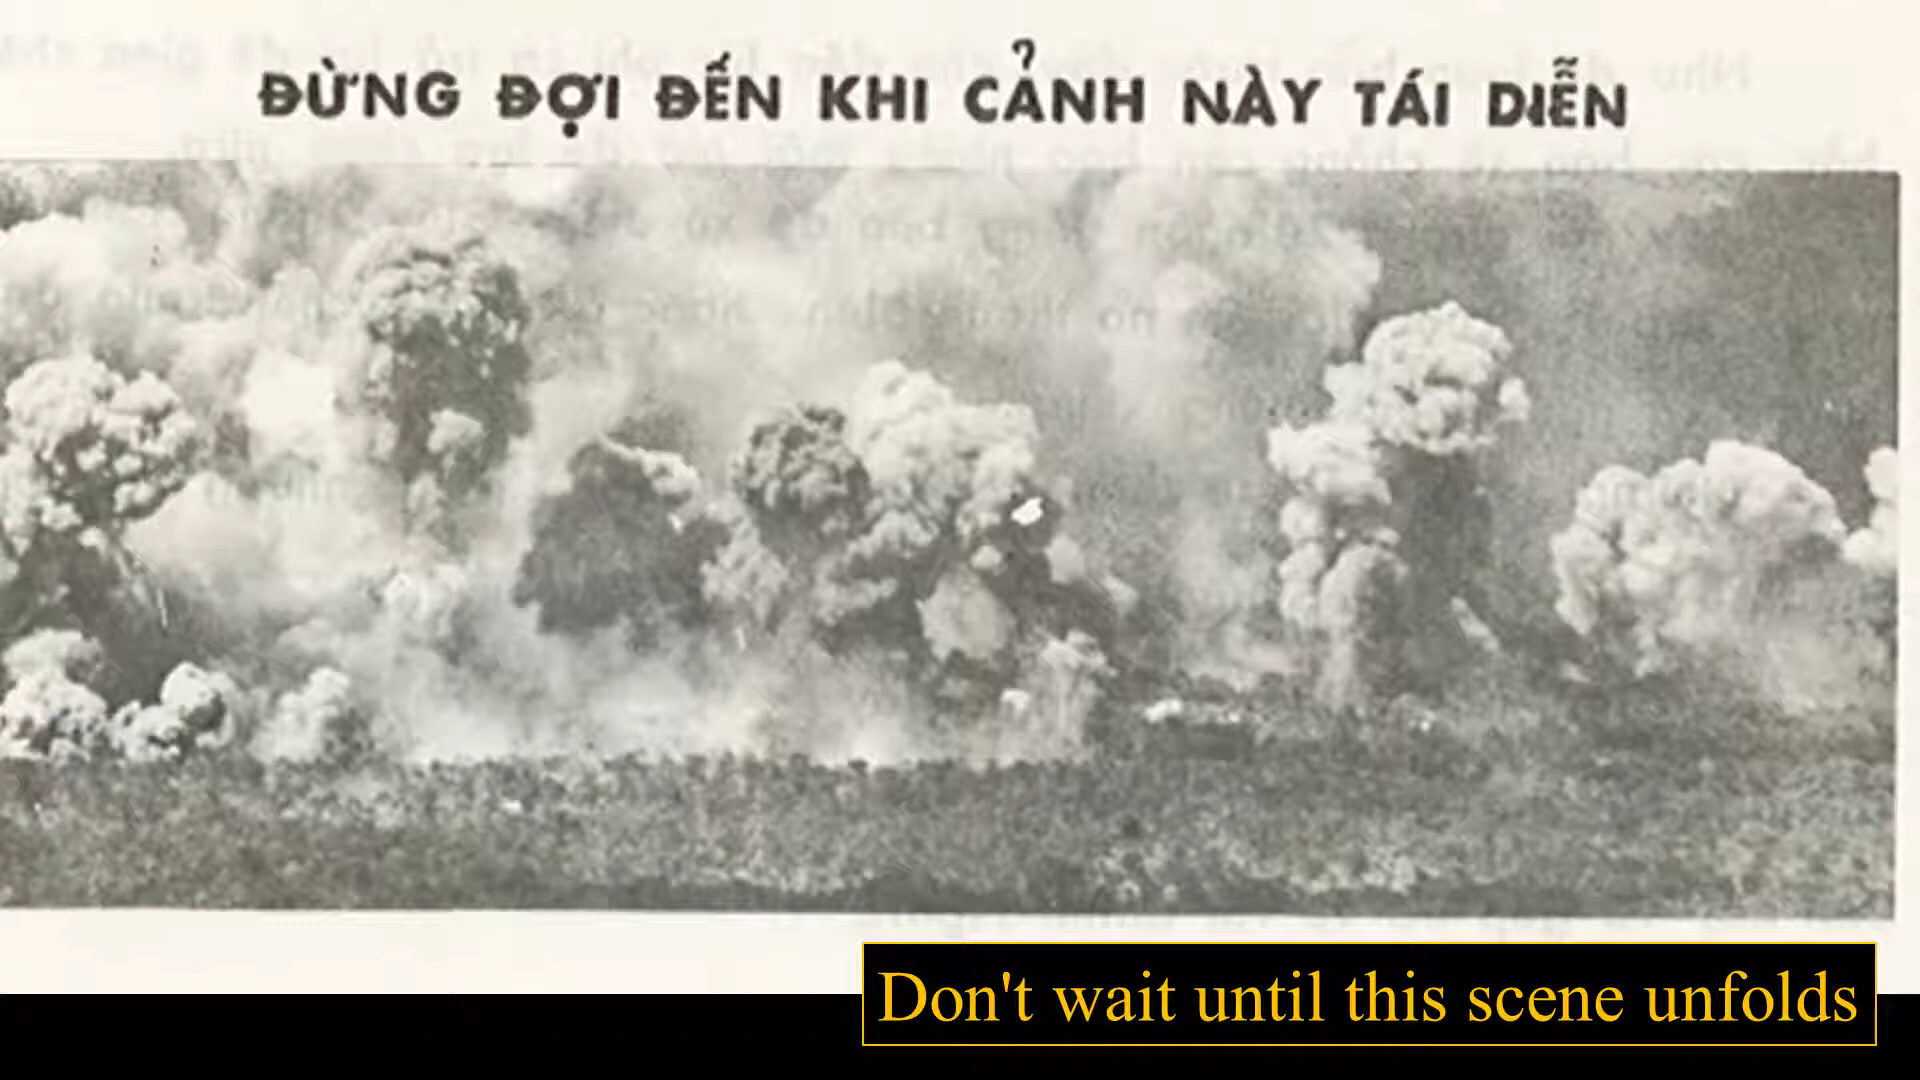 ĐỪNG ĐỢI ĐẾN KHI CẢNH NÀY TÁI DIỄN
Don't wait until this scene unfolds